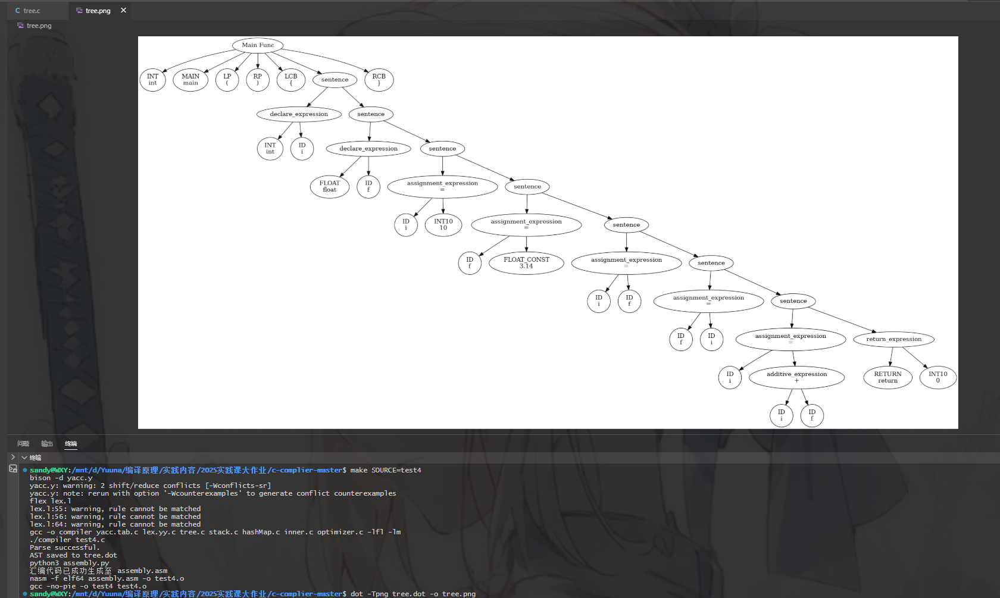 tree.c
tree.png
tree.png
Main Func
INT
int
MAIN
main
LP
(
RP
)
LCB
{
sentence
RCB
}
declare_expression
sentence
INT
int
ID
i
declare_expression
sentence
FLOAT
float
ID
f
assignment_expression
=
sentence
ID
i
INT10
10
assignment_expression
=
sentence
ID
f
FLOAT_CONST
3.14
assignment_expression
=
sentence
ID
i
ID
f
assignment_expression
=
sentence
ID
f
ID
i
assignment_expression
=
return_expression
ID
i
additive_expression
+
RETURN
return
INT10
0
ID
i
ID
f
问题 输出 终端
终端
sandy@WXY:/mnt/d/Yuuna/编译原理/实践内容/2025实践课大作业/c-complier-master$ make SOURCE=test4
bison -d yacc.y
yacc.y: warning: 2 shift/reduce conflicts [-Wconflicts-sr]
yacc.y: note: rerun with option '-Wcounterexamples' to generate conflict counterexamples
flex lex.l
lex.l:55: warning, rule cannot be matched
lex.l:56: warning, rule cannot be matched
lex.l:64: warning, rule cannot be matched
gcc -o compiler yacc.tab.c lex.yy.c tree.c stack.c hashMap.c inner.c optimizer.c -lfl -lm
./compiler test4.c
Parse successful.
AST saved to tree.dot
python3 assembly.py
汇编代码已成功生成至 assembly.asm
nasm -f elf64 assembly.asm -o test4.o
gcc -no-pie -o test4 test4.o
sandy@WXY:/mnt/d/Yuuna/编译原理/实践内容/2025实践课大作业/c-complier-master$ dot -Tpng tree.dot -o tree.png